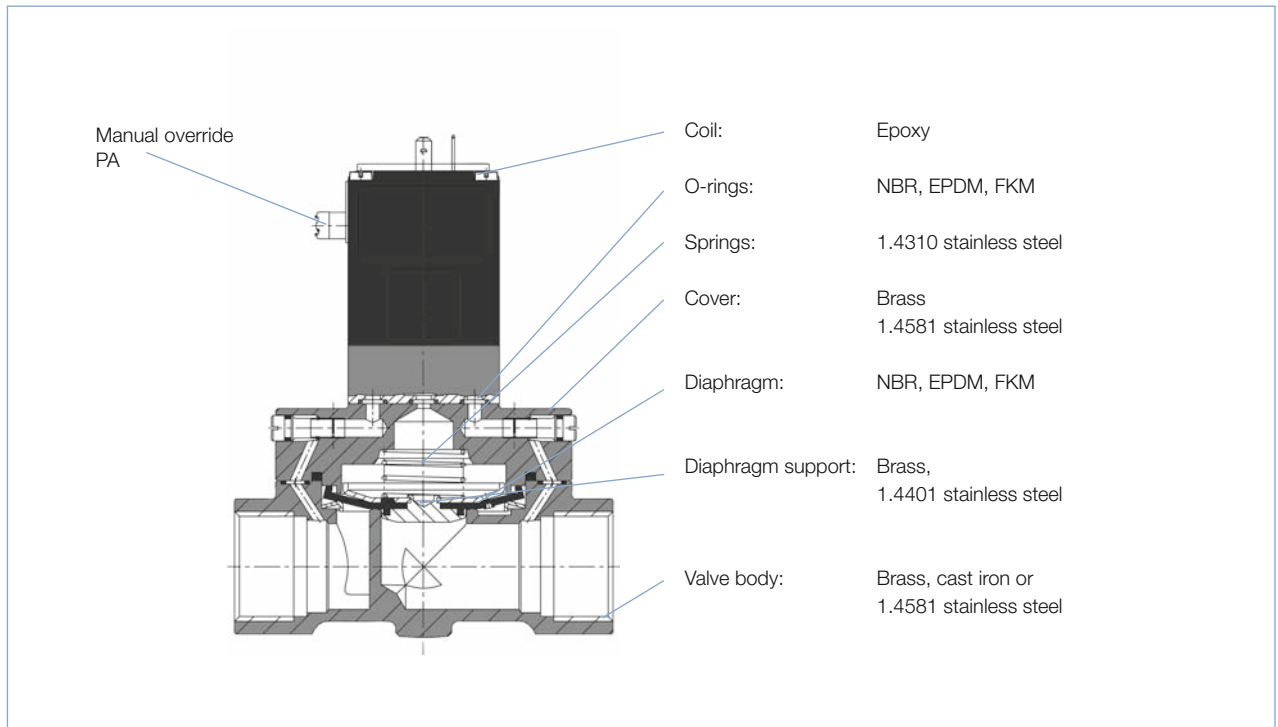 Manual override
PA
Coil: Epoxy
O-rings: NBR, EPDM, FKM
Springs: 1.4310 stainless steel
Cover: Brass
1.4581 stainless steel
Diaphragm: NBR, EPDM, FKM
Diaphragm support: Brass,
1.4401 stainless steel
Valve body: Brass, cast iron or
1.4581 stainless steel